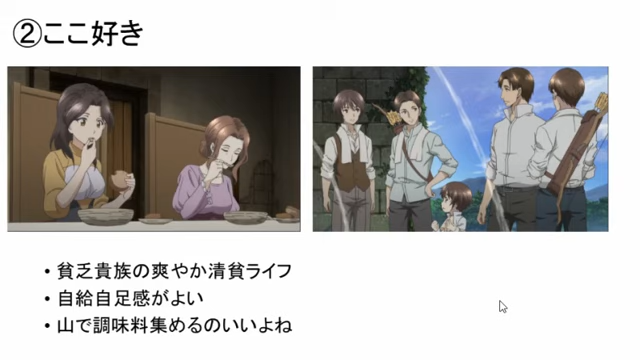 ②ここ好き
• 貧乏貴族の爽やか清貧ライフ
• 自給自足感がよい
• 山で調味料集めるのいいよね